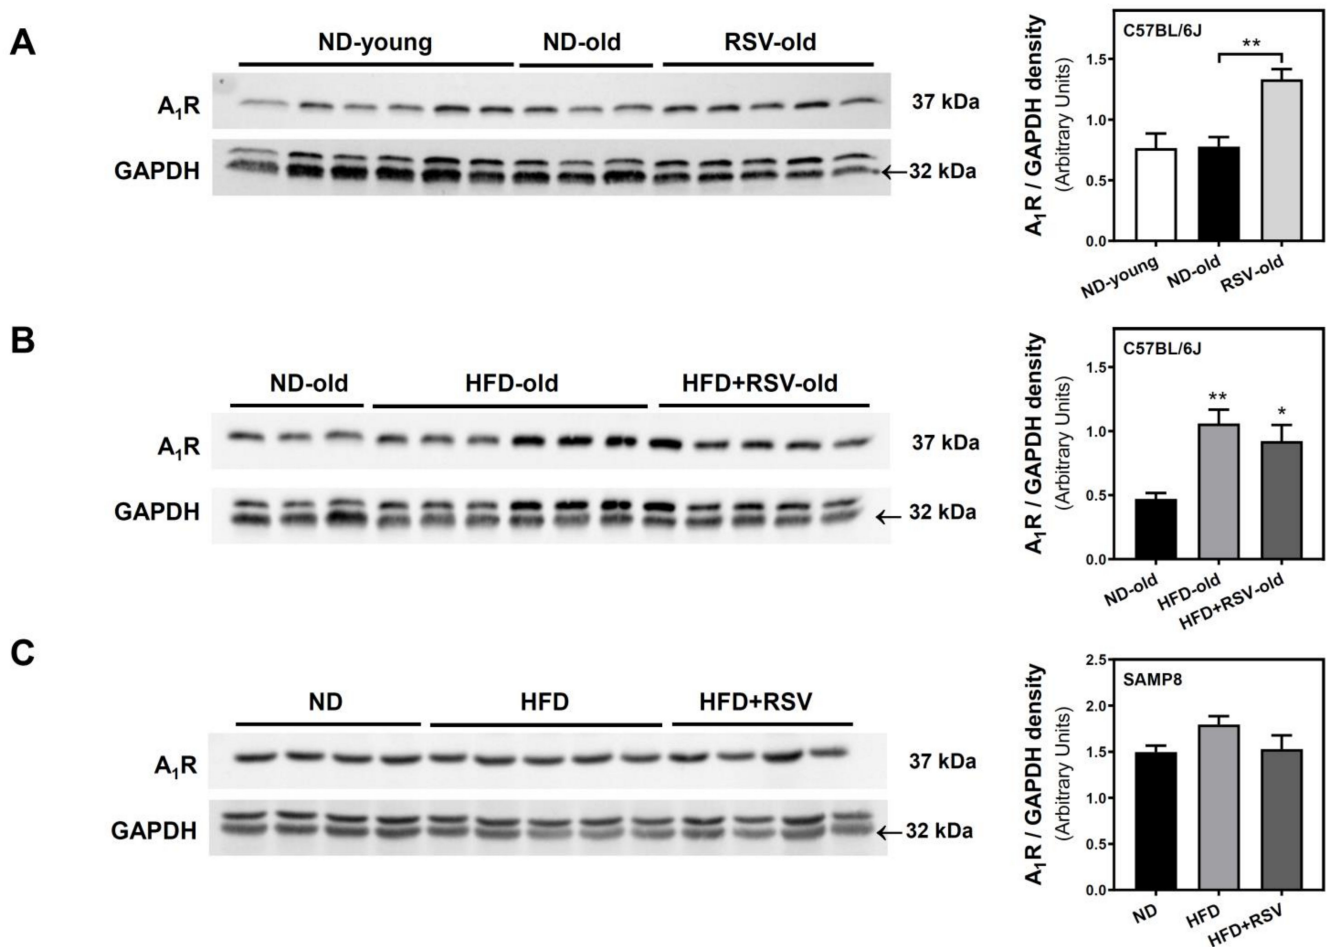 A
ND-young ND-old RSV-old
A₁R 37 kDa
GAPDH ←32 kDa
A₁R / GAPDH density
(Arbitrary Units)
C57BL/6J
**
1.5
1.0
0.5
0.0
ND-young ND-old RSV-old
B
ND-old HFD-old HFD+RSV-old
A₁R 37 kDa
GAPDH ← 32 kDa
A₁R / GAPDH density
(Arbitrary Units)
C57BL/6J
** *
1.5
1.0
0.5
0.0
ND-old HFD-old HFD+RSV-old
C
ND HFD HFD+RSV
A₁R 37 kDa
GAPDH ←32 kDa
A₁R / GAPDH density
(Arbitrary Units)
SAMP8
2.5
2.0
1.5
1.0
0.5
0.0
ND HFD HFD+RSV